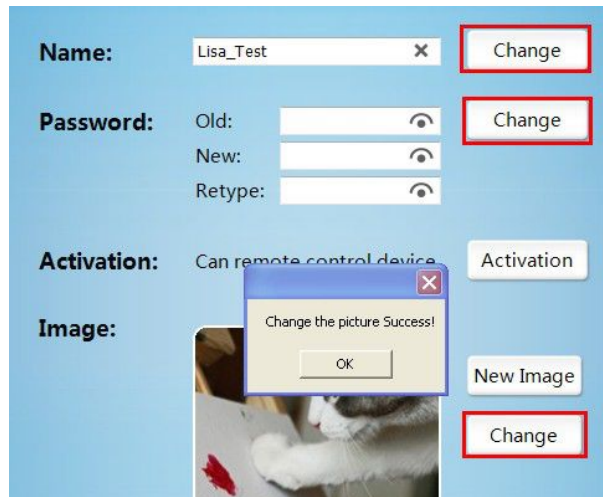 Name: Lisa_Test Change
Password: Old: Change
New:
Retype:
Activation: Can remote control device Activation
Change the picture Success!
Image:
OK
New Image
Change